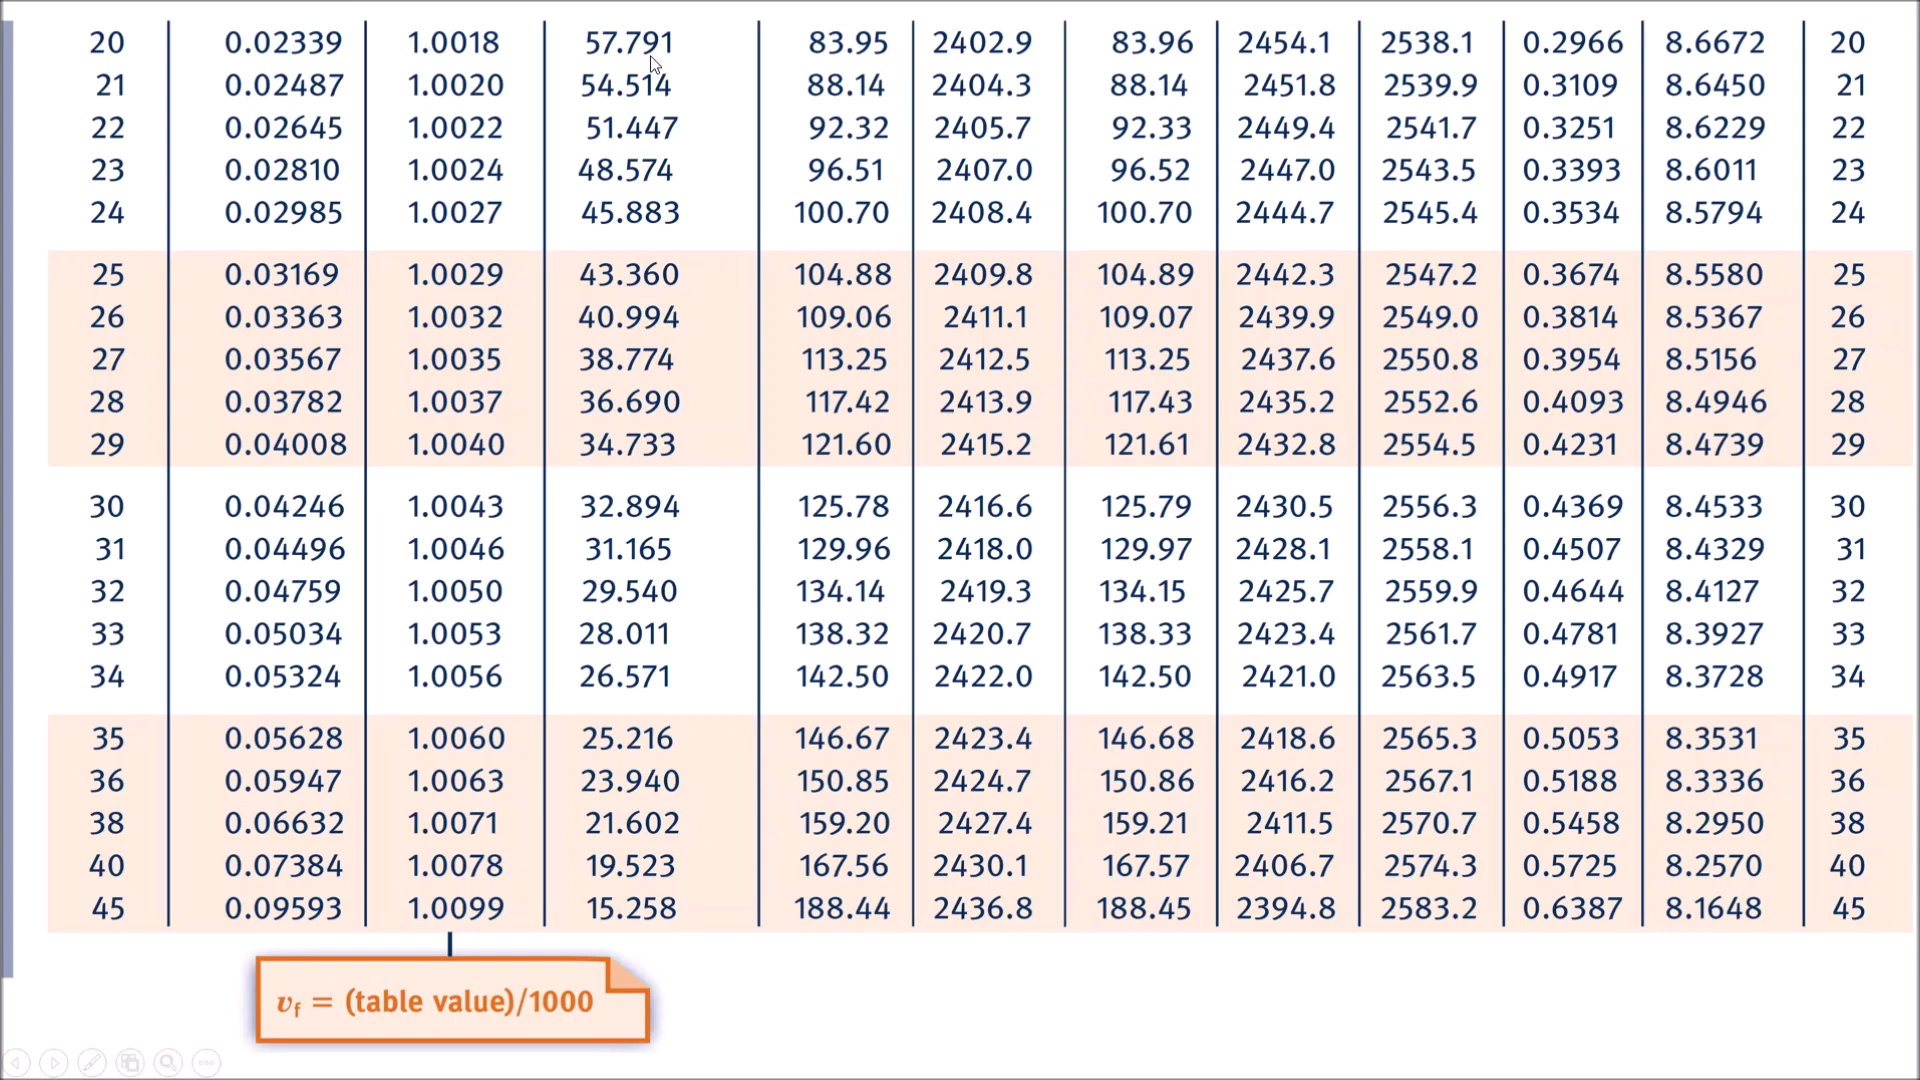 20 0.02339 1.0018 57.791 83.95 2402.9 83.96 2454.1 2538.1 0.2966 8.6672 20
21 0.02487 1.0020 54.514 88.14 2404.3 88.14 2451.8 2539.9 0.3109 8.6450 21
22 0.02645 1.0022 51.447 92.32 2405.7 92.33 2449.4 2541.7 0.3251 8.6229 22
23 0.02810 1.0024 48.574 96.51 2407.0 96.52 2447.0 2543.5 0.3393 8.6011 23
24 0.02985 1.0027 45.883 100.70 2408.4 100.70 2444.7 2545.4 0.3534 8.5794 24
25 0.03169 1.0029 43.360 104.88 2409.8 104.89 2442.3 2547.2 0.3674 8.5580 25
26 0.03363 1.0032 40.994 109.06 2411.1 109.07 2439.9 2549.0 0.3814 8.5367 26
27 0.03567 1.0035 38.774 113.25 2412.5 113.25 2437.6 2550.8 0.3954 8.5156 27
28 0.03782 1.0037 36.690 117.42 2413.9 117.43 2435.2 2552.6 0.4093 8.4946 28
29 0.04008 1.0040 34.733 121.60 2415.2 121.61 2432.8 2554.5 0.4231 8.4739 29
30 0.04246 1.0043 32.894 125.78 2416.6 125.79 2430.5 2556.3 0.4369 8.4533 30
31 0.04496 1.0046 31.165 129.96 2418.0 129.97 2428.1 2558.1 0.4507 8.4329 31
32 0.04759 1.0050 29.540 134.14 2419.3 134.15 2425.7 2559.9 0.4644 8.4127 32
33 0.05034 1.0053 28.011 138.32 2420.7 138.33 2423.4 2561.7 0.4781 8.3927 33
34 0.05324 1.0056 26.571 142.50 2422.0 142.50 2421.0 2563.5 0.4917 8.3728 34
35 0.05628 1.0060 25.216 146.67 2423.4 146.68 2418.6 2565.3 0.5053 8.3531 35
36 0.05947 1.0063 23.940 150.85 2424.7 150.86 2416.2 2567.1 0.5188 8.3336 36
38 0.06632 1.0071 21.602 159.20 2427.4 159.21 2411.5 2570.7 0.5458 8.2950 38
40 0.07384 1.0078 19.523 167.56 2430.1 167.57 2406.7 2574.3 0.5725 8.2570 40
45 0.09593 1.0099 15.258 188.44 2436.8 188.45 2394.8 2583.2 0.6387 8.1648 45
v_f = (table value)/1000